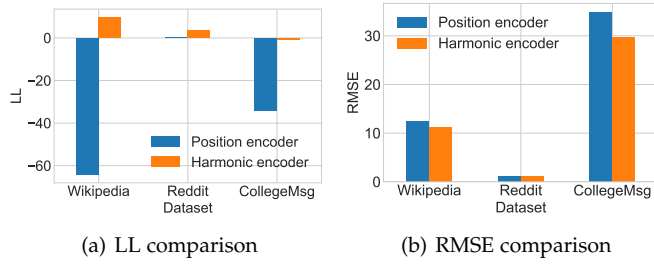 0
−20
−40
−60
LL
Position encoder
Harmonic encoder
Wikipedia
Reddit
CollegeMsg
Dataset
(a) LL comparison
30
20
10
0
RMSE
Position encoder
Harmonic encoder
Wikipedia
Reddit
CollegeMsg
Dataset
(b) RMSE comparison